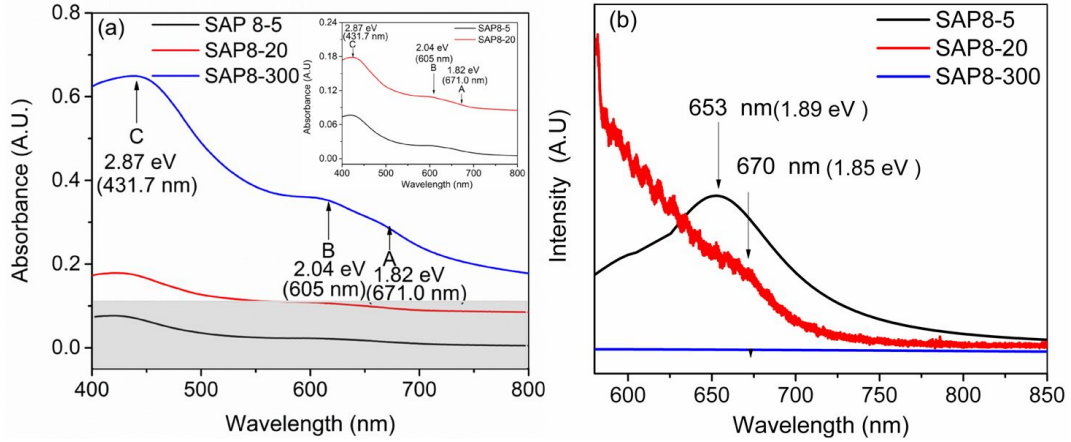 (a)
SAP 8-5
SAP8-20
SAP8-300
0.8
0.6
0.4
0.2
0.0
Absorbance (A.U.)
400
500
600
700
800
Wavelength (nm)
C
2.87 eV
(431.7 nm)
B
2.04 eV
(605 nm)
A
1.82 eV
(671.0 nm)
SAP8-5
SAP8-20
2.87 eV
(431.7 nm)
C
2.04 eV
(605 nm)
B
1.82 eV
(671.0 nm)
A
0.24
0.18
0.12
0.06
0.00
Absorbance (A.U)
400
500
600
700
800
Wavelength (nm)
(b)
SAP8-5
SAP8-20
SAP8-300
653 nm(1.89 eV )
670 nm (1.85 eV )
Intensity (A.U)
600
650
700
750
800
850
Wavelength (nm)